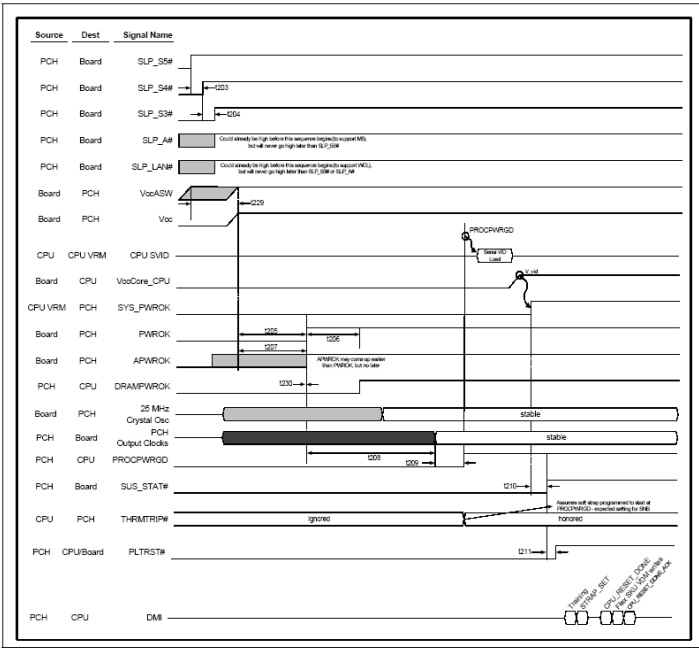 Source Dest Signal Name
PCH Board SLP_S5#
PCH Board SLP_S4# t203
PCH Board SLP_S3# t204
PCH Board SLP_A# Could already be high before this sequence begins (to support M3),
but will never go high later than SLP_S3#
PCH Board SLP_LAN# Could already be high before this sequence begins (to support WOL),
but will never go high later than SLP_S3# or SLP_A#
Board PCH VccASW
t229
Board PCH Vcc
PROCPWRGD
CPU CPU VRM CPU SVID Serial VID
Load
V_vid
Board CPU VccCore_CPU
CPU VRM PCH SYS_PWROK
Board PCH PWROK t205 t206
t207
Board PCH APWROK APWROK may come up earlier
than PWROK, but no later
PCH CPU DRAMPWROK t230
Board PCH 25 MHz
Crystal Osc stable
PCH Board PCH
Output Clocks stable
t208
PCH CPU PROCPWRGD t209
PCH Board SUS_STAT# t210
Assumes soft strap programmed to start at
PROCPWRGD - expected setting for SNB
CPU PCH THRMTRIP# ignored honored
PCH CPU/Board PLTRST# t211
Training
STRAP_SET
CPU_RESET_DONE
Flex SKU VDM writes
CPU_RESET_DONE_ACK
PCH CPU DMI